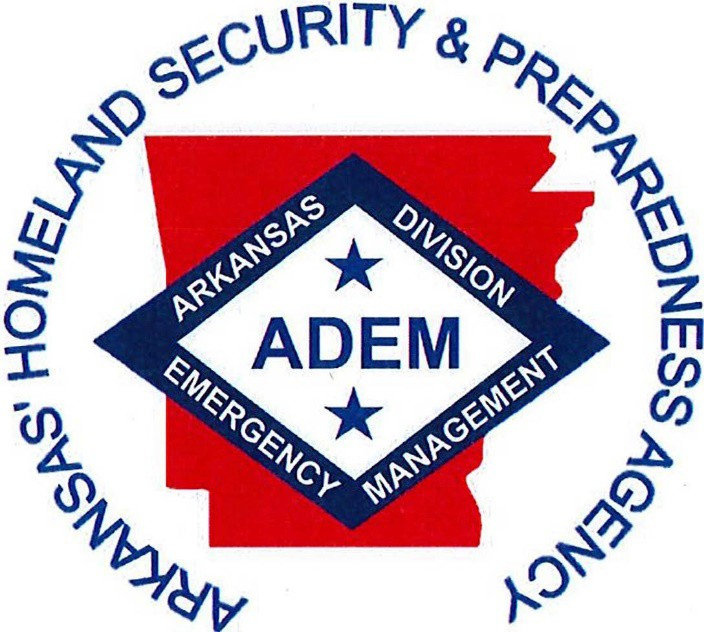 ARKANSAS' HOMELAND SECURITY & PREPAREDNESS AGENCY
ARKANSAS
DIVISION
ADEM
EMERGENCY
MANAGEMENT